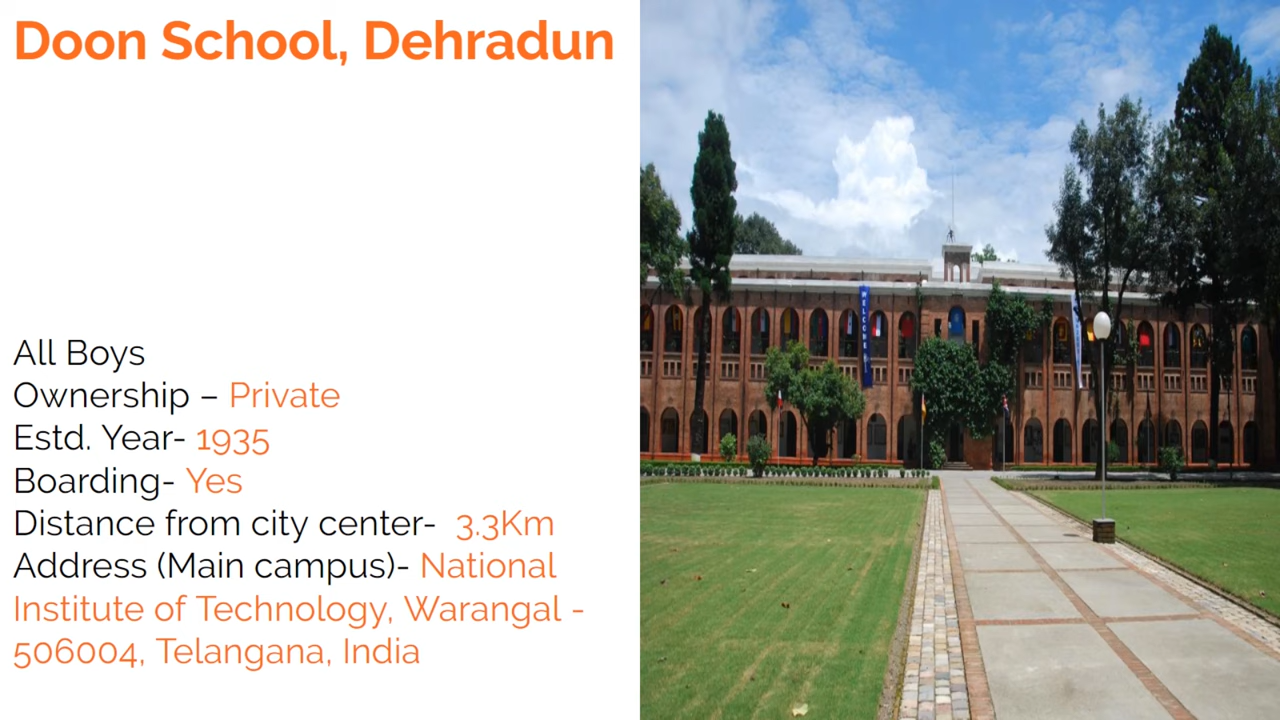 Doon School, Dehradun
All Boys
Ownership – Private
Estd. Year- 1935
Boarding- Yes
Distance from city center-  3.3Km
Address (Main campus)- National
Institute of Technology, Warangal -
506004, Telangana, India
WELCOME